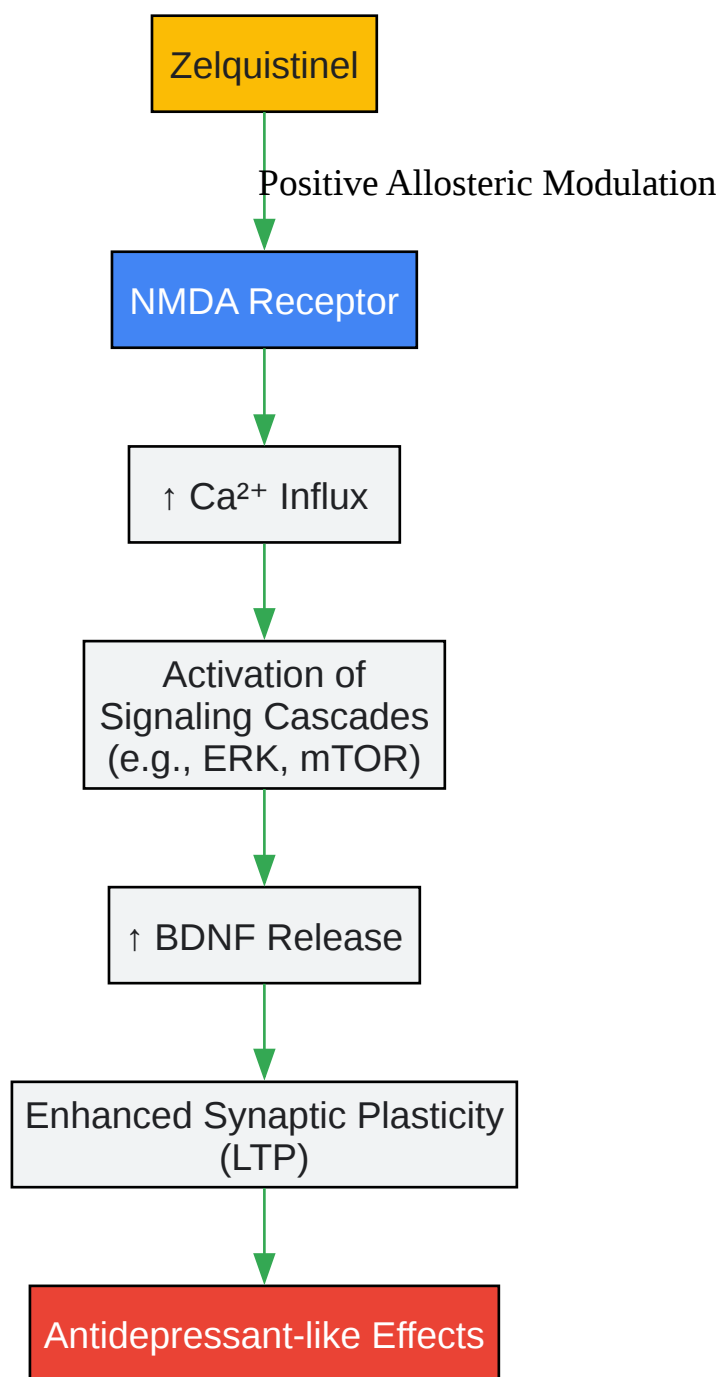 Zelquistinel
Positive Allosteric Modulation
NMDA Receptor
↑ Ca²⁺ Influx
Activation of
Signaling Cascades
(e.g., ERK, mTOR)
↑ BDNF Release
Enhanced Synaptic Plasticity
(LTP)
Antidepressant-like Effects